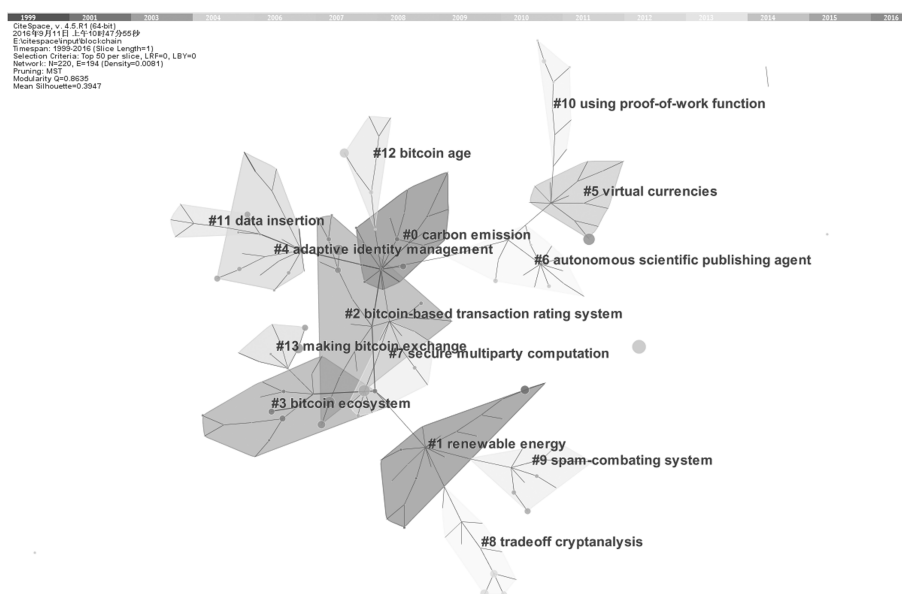 1999 2001 2003 2004 2006 2007 2008 2009 2010 2011 2013 2014 2015 2016
CiteSpace, v. 4.5.R1 (64-bit)
2016年9月11日 上午10时47分55秒
E:\citespace\input\blockchain
Timespan: 1999-2016 (Slice Length=1)
Selection Criteria: Top 50 per slice, LRF=0, LBY=0
Network: N=220, E=194 (Density=0.0081)
Pruning: MST
Modularity Q=0.8635
Mean Silhouette=0.3947
#10 using proof-of-work function
#12 bitcoin age
#5 virtual currencies
#11 data insertion
#0 carbon emission
#4 adaptive identity management
#6 autonomous scientific publishing agent
#2 bitcoin-based transaction rating system
#13 making bitcoin exchange
#7 secure multiparty computation
#3 bitcoin ecosystem
#1 renewable energy
#9 spam-combating system
#8 tradeoff cryptanalysis